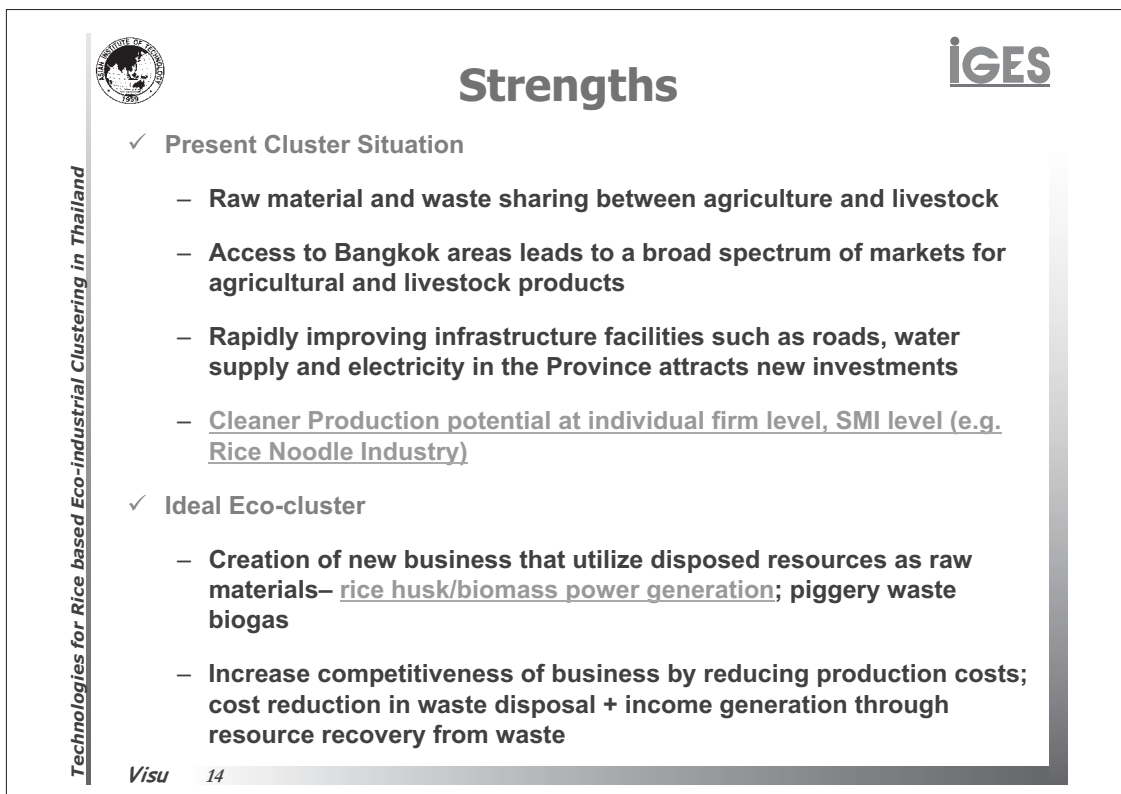 ASIAN INSTITUTE OF TECHNOLOGY
1959
Strengths
IGES
Technologies for Rice based Eco-industrial Clustering in Thailand
✓ Present Cluster Situation
– Raw material and waste sharing between agriculture and livestock
– Access to Bangkok areas leads to a broad spectrum of markets for
agricultural and livestock products
– Rapidly improving infrastructure facilities such as roads, water
supply and electricity in the Province attracts new investments
– Cleaner Production potential at individual firm level, SMI level (e.g.
Rice Noodle Industry)
✓ Ideal Eco-cluster
– Creation of new business that utilize disposed resources as raw
materials– rice husk/biomass power generation; piggery waste
biogas
– Increase competitiveness of business by reducing production costs;
cost reduction in waste disposal + income generation through
resource recovery from waste
Visu 14